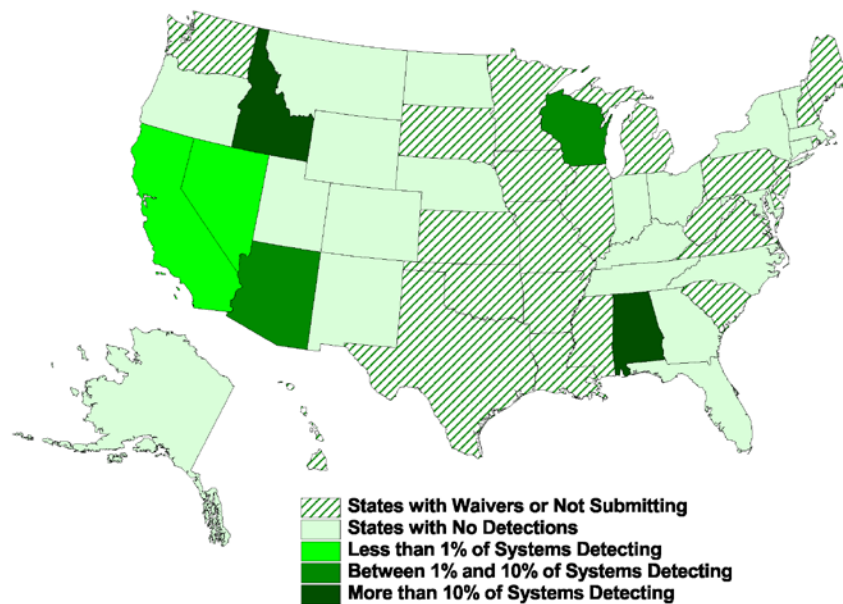 States with Waivers or Not Submitting
States with No Detections
Less than 1% of Systems Detecting
Between 1% and 10% of Systems Detecting
More than 10% of Systems Detecting